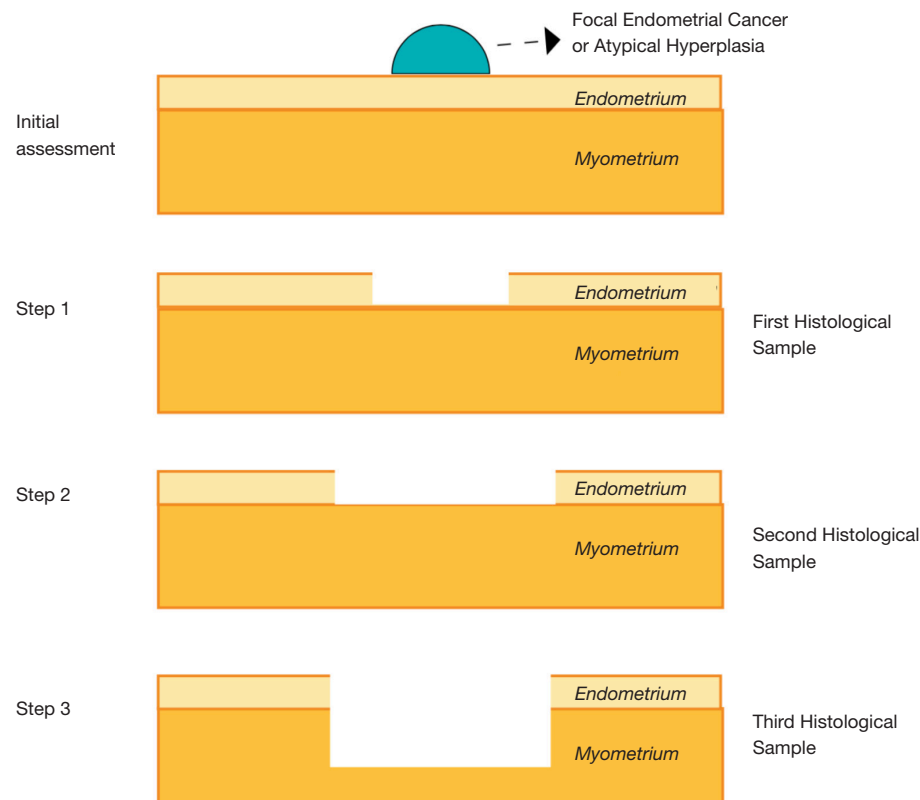 Focal Endometrial Cancer
or Atypical Hyperplasia
Endometrium
Initial
assessment
Myometrium
Endometrium
Step 1
First Histological
Sample
Myometrium
Endometrium
Step 2
Second Histological
Sample
Myometrium
Endometrium
Step 3
Third Histological
Sample
Myometrium